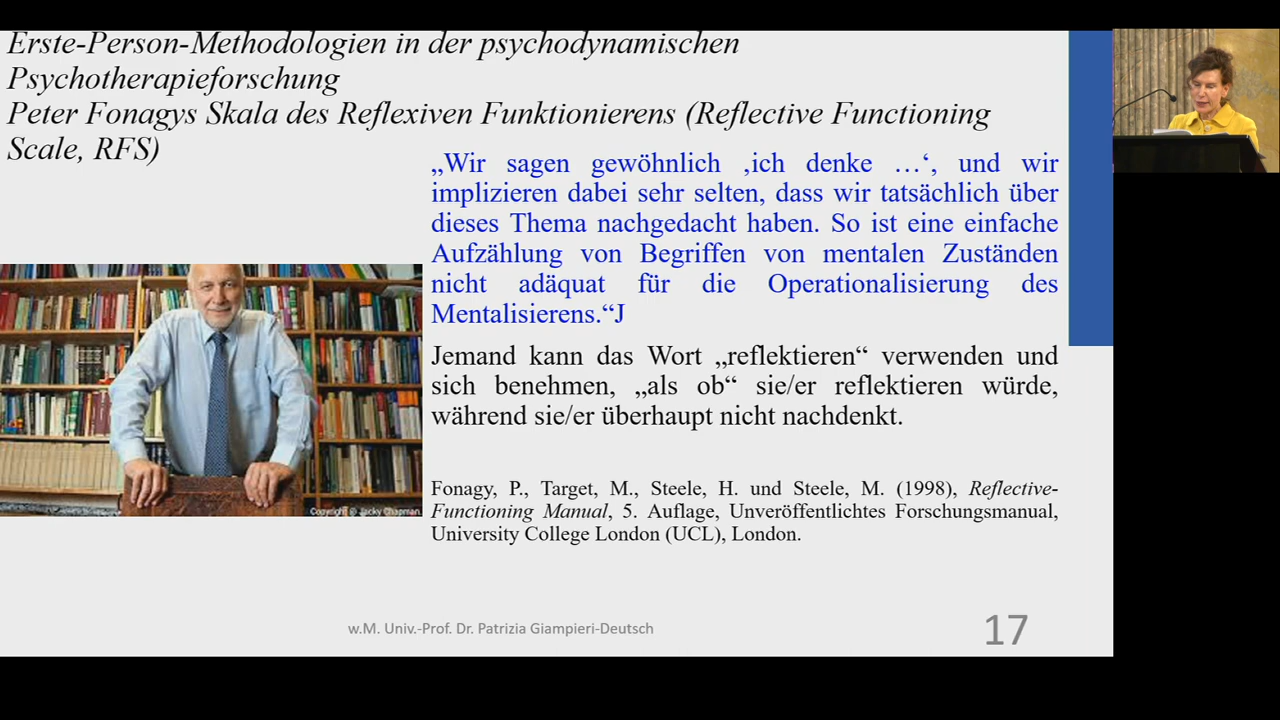 Erste-Person-Methodologien in der psychodynamischen
Psychotherapieforschung
Peter Fonagys Skala des Reflexiven Funktionierens (Reflective Functioning
Scale, RFS)
„Wir sagen gewöhnlich ‚ich denke …‘, und wir
implizieren dabei sehr selten, dass wir tatsächlich über
dieses Thema nachgedacht haben. So ist eine einfache
Aufzählung von Begriffen von mentalen Zuständen
nicht adäquat für die Operationalisierung des
Mentalisierens.“J
Jemand kann das Wort „reflektieren“ verwenden und
sich benehmen, „als ob“ sie/er reflektieren würde,
während sie/er überhaupt nicht nachdenkt.
Copyright © Jacky Chapman
Fonagy, P., Target, M., Steele, H. und Steele, M. (1998), Reflective-
Functioning Manual, 5. Auflage, Unveröffentlichtes Forschungsmanual,
University College London (UCL), London.
w.M. Univ.-Prof. Dr. Patrizia Giampieri-Deutsch
17